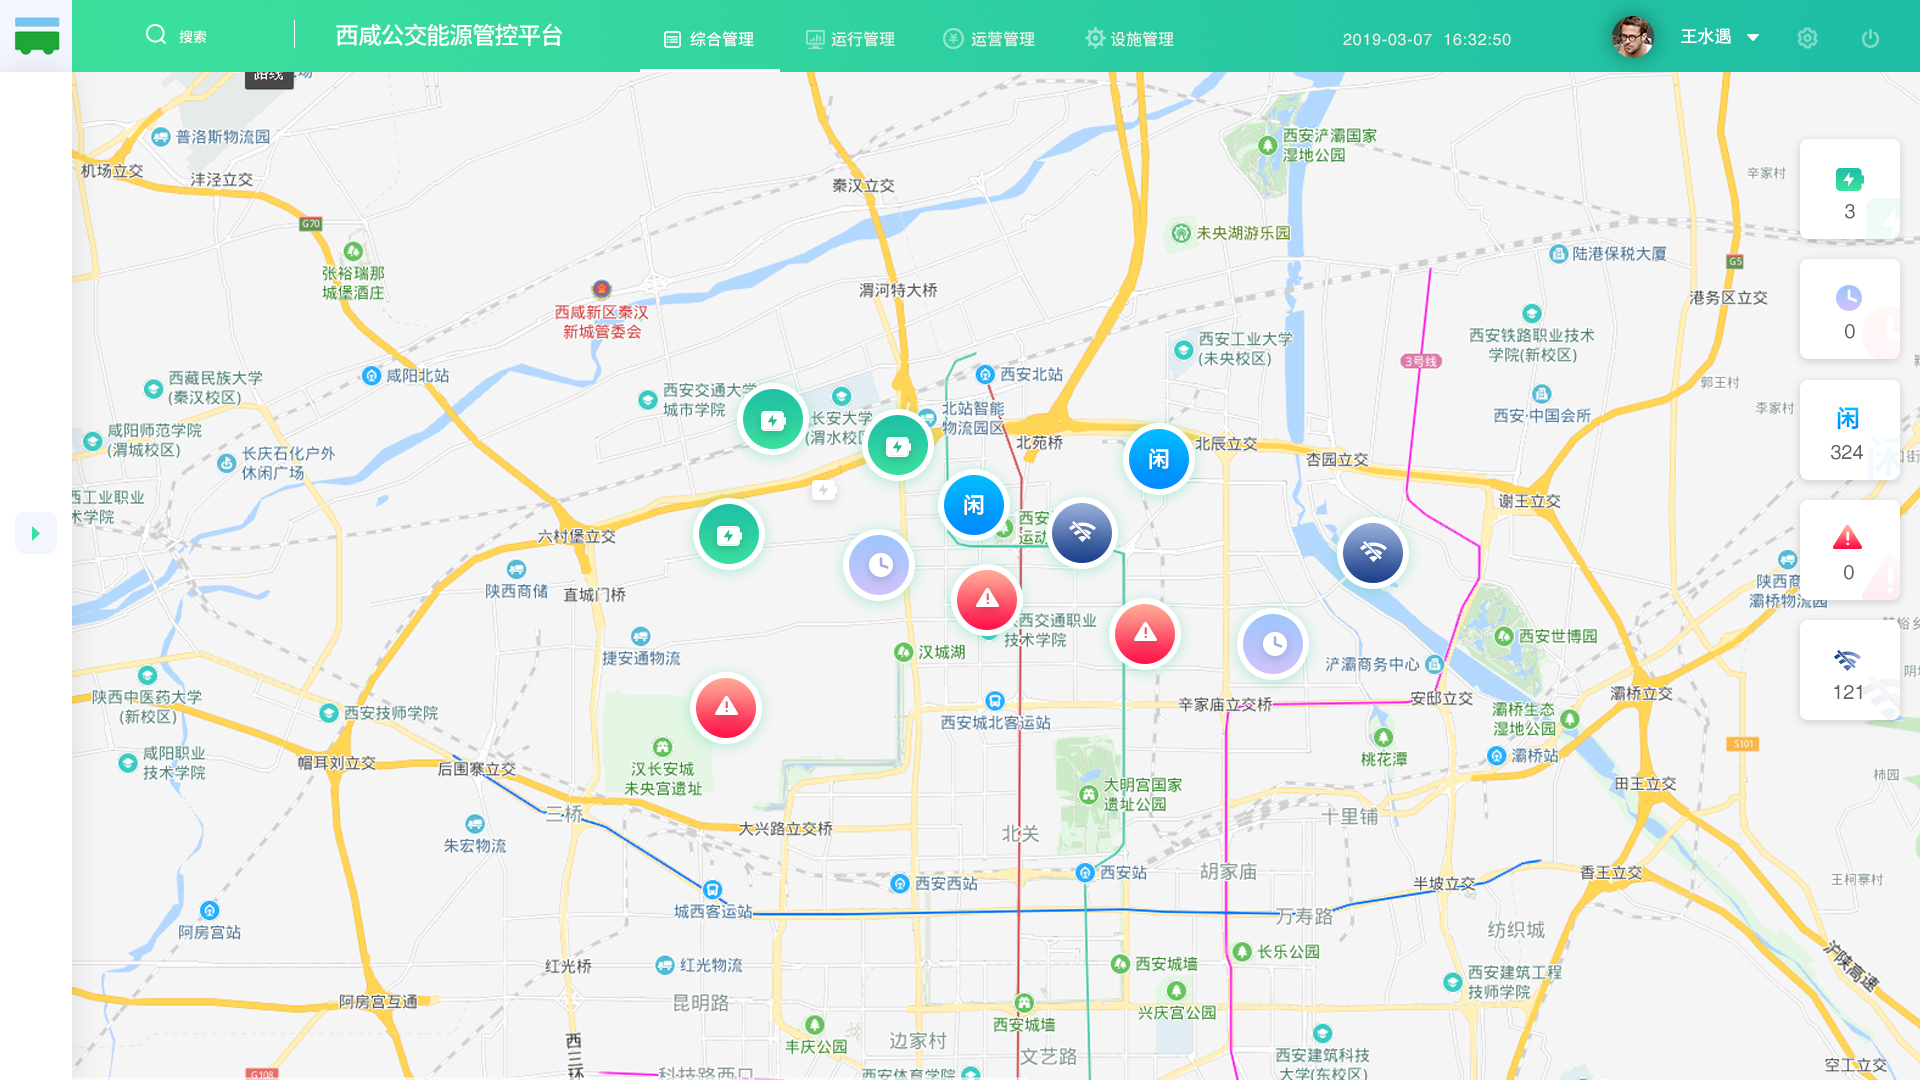 搜索
西咸公交能源管控平台
综合管理
运行管理
运营管理
设施管理
2019-03-07 16:32:50
王水遇
路线
普洛斯物流园
机场立交
沣泾立交
秦汉立交
西安浐灞国家
湿地公园
辛家村
3
G70
未央湖游乐园
陆港保税大厦
G5
张裕瑞那
城堡酒庄
渭河特大桥
港务区立交
西咸新区秦汉
新城管委会
0
西安工业大学
(未央校区)
西安铁路职业技术
学院(新校区)
3号线
西安北站
咸阳北站
西藏民族大学
(秦汉校区)
西安交通大学
城市学院
郭王村
李家村
长安大学
(渭水校区
北站智能
物流园区
西安·中国会所
闲
324
咸阳师范学院
(渭城校区)
北苑桥
北辰立交
杏园立交
闲
长庆石化户外
休闲广场
口街
西工业职业
术学院
闲
谢王立交
西安
运动
六村堡立交
0
陕西商储
直城门桥
陕西商
灞桥物流园
西交通职业
技术学院
西安世博园
捷安通物流
汉城湖
浐灞商务中心
陕西中医药大学
(新校区)
121
灞桥立交
安邸立交
辛家庙立交桥
西安技师学院
西安城北客运站
灞桥生态
湿地公园
咸阳职业
技术学院
帽耳刘立交
后围寨立交
汉长安城
未央宫遗址
桃花潭
灞桥站
S101
柿园
田王立交
大明宫国家
遗址公园
三桥
大兴路立交桥
北关
十里铺
朱宏物流
西安西站
西安站
胡家庙
半坡立交
香王立交
王柯寨村
城西客运站
万寿路
阿房宫站
纺织城
长乐公园
沪陕高速
红光桥
红光物流
西安城墙
西安建筑工程
技师学院
阿房宫互通
昆明路
兴庆宫公园
西安城墙
丰庆公园
边家村
文艺路
西三环
西安建筑科技
大学(东校区)
空工立交
G108
科技路西口
西安体育学院